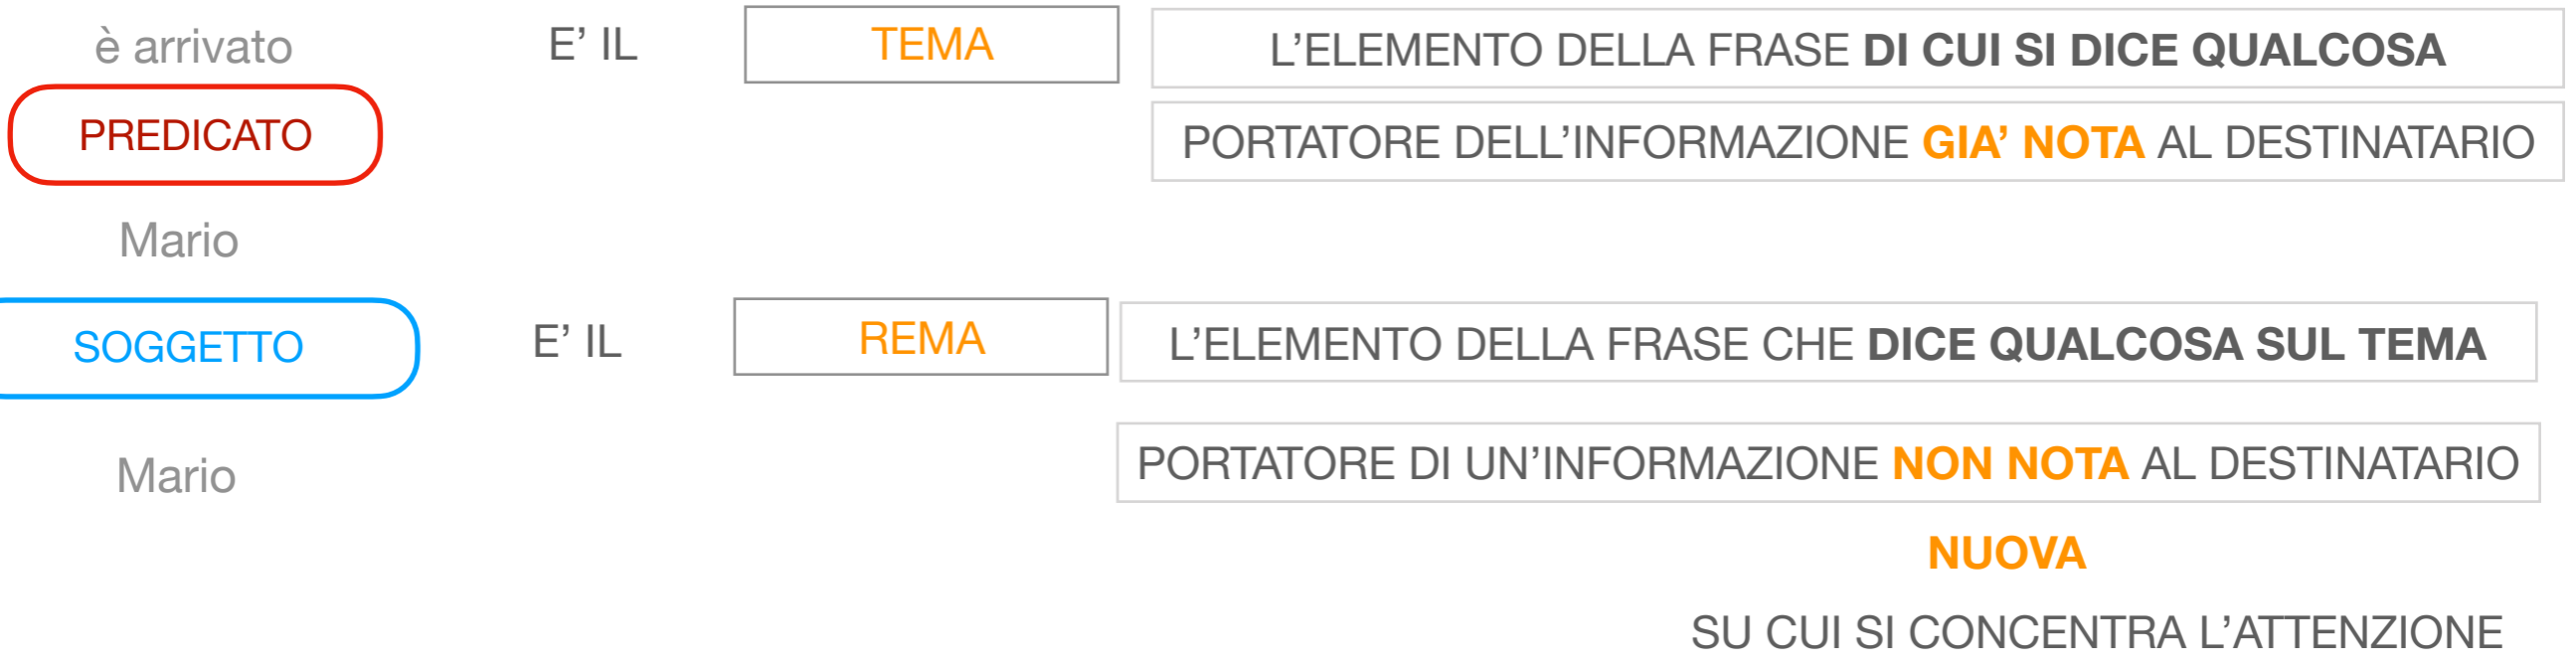 è arrivato E’ IL TEMA L’ELEMENTO DELLA FRASE DI CUI SI DICE QUALCOSA
PREDICATO PORTATORE DELL’INFORMAZIONE GIA’ NOTA AL DESTINATARIO
Mario
SOGGETTO E’ IL REMA L’ELEMENTO DELLA FRASE CHE DICE QUALCOSA SUL TEMA
Mario PORTATORE DI UN’INFORMAZIONE NON NOTA AL DESTINATARIO
NUOVA
SU CUI SI CONCENTRA L’ATTENZIONE